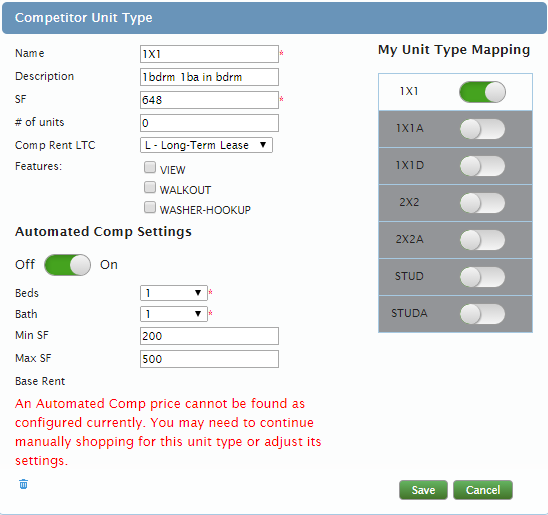 Competitor Unit Type
Name 1X1 *
Description 1bdrm 1ba in bdrm
SF 648 *
# of units 0
Comp Rent LTC L - Long-Term Lease ▼
Features: VIEW
WALKOUT
WASHER-HOOKUP
Automated Comp Settings
Off On
Beds 1 ▼ *
Bath 1 ▼ *
Min SF 200
Max SF 500
Base Rent
An Automated Comp price cannot be found as
configured currently. You may need to continue
manually shopping for this unit type or adjust its
settings.
My Unit Type Mapping
1X1
1X1A
1X1D
2X2
2X2A
STUD
STUDA
Save Cancel